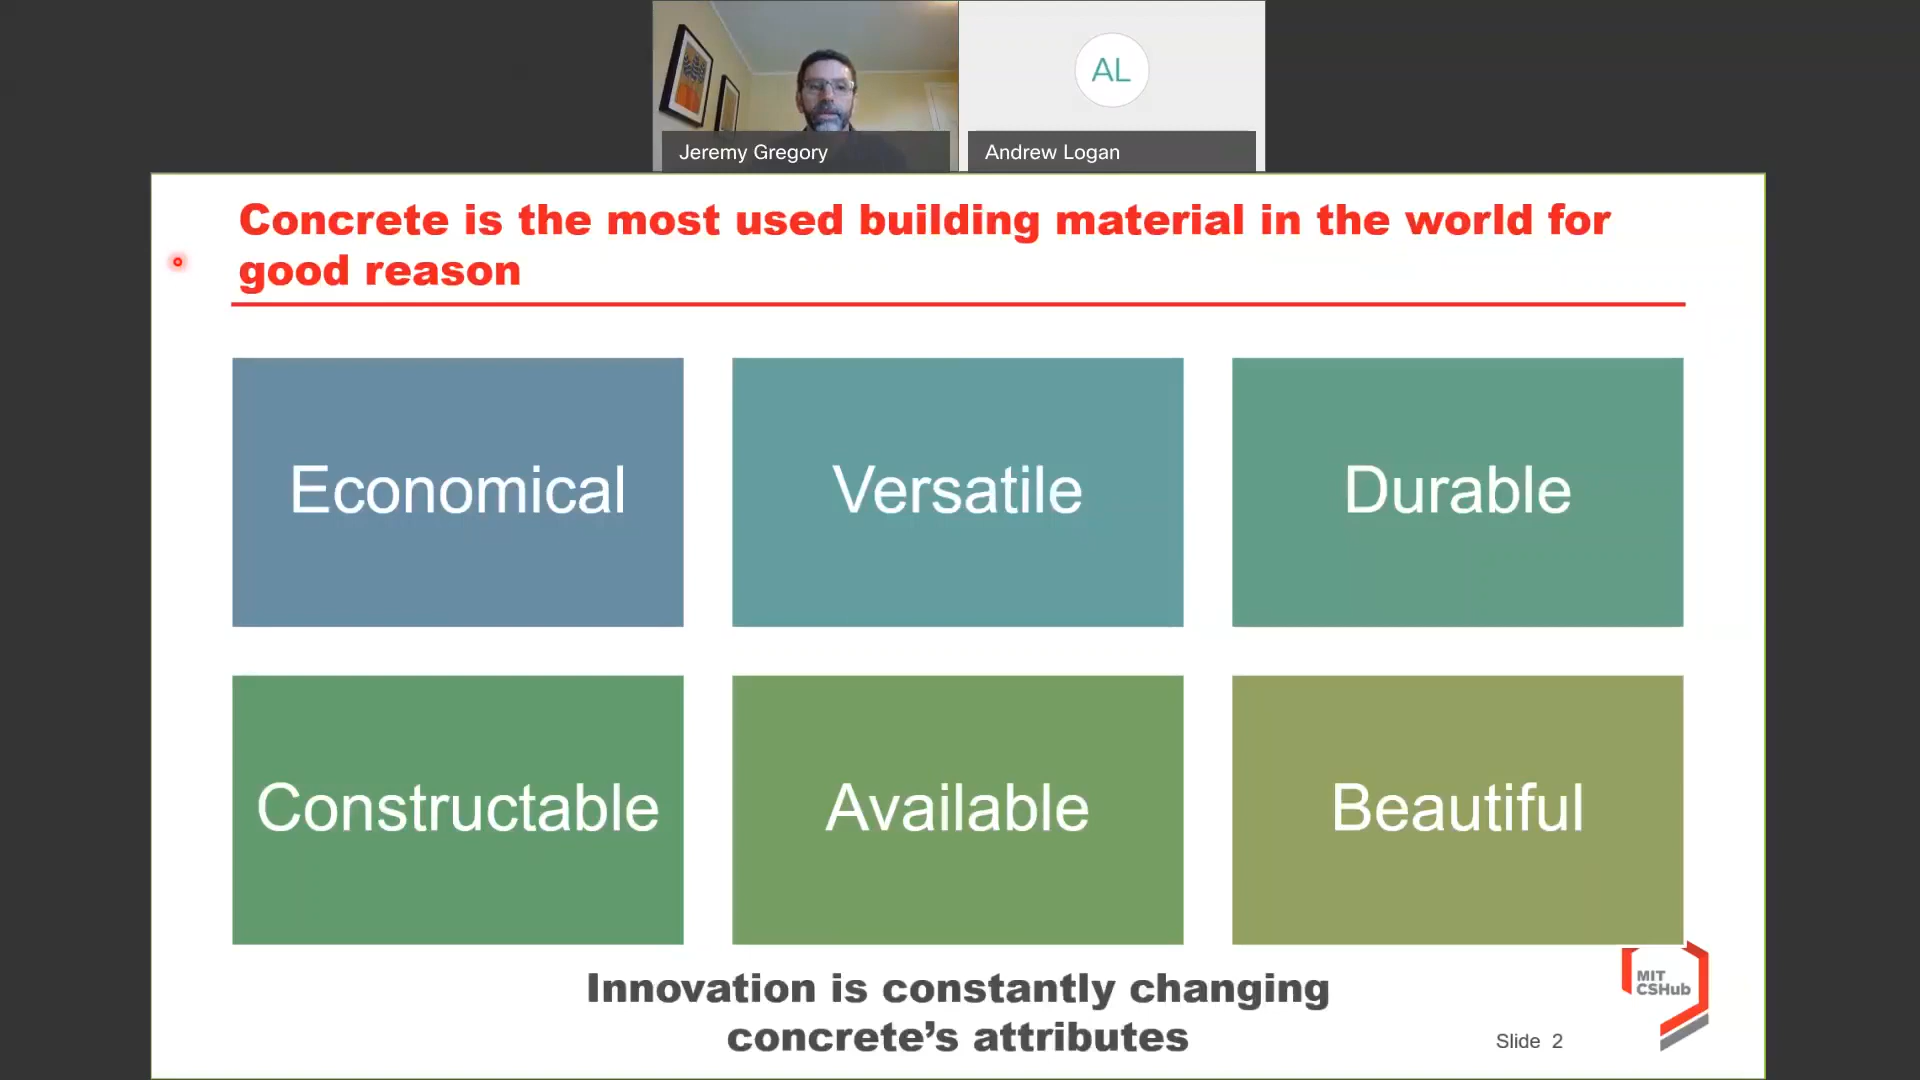 AL
Jeremy Gregory
Andrew Logan
Concrete is the most used building material in the world for
good reason
Economical
Versatile
Durable
Constructable
Available
Beautiful
Innovation is constantly changing
concrete’s attributes
MIT
CSHub
Slide 2